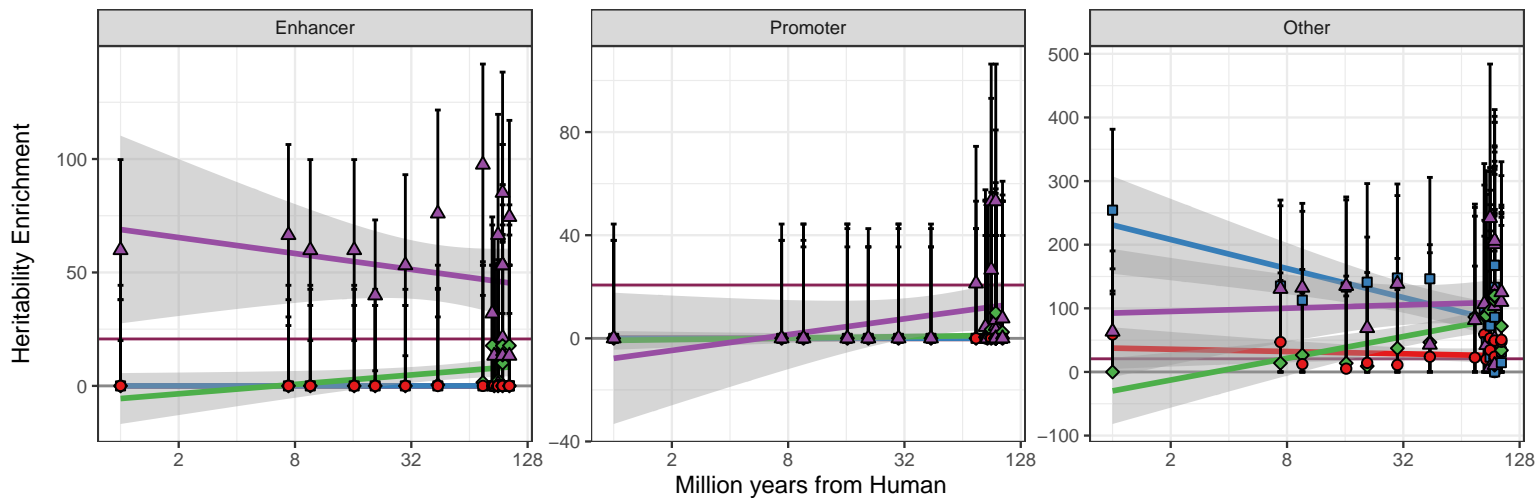 Enhancer
Promoter
Other
Heritability Enrichment
100
50
0
80
40
0
−40
500
400
300
200
100
0
−100
2 8 32 128
2 8 32 128
2 8 32 128
Million years from Human